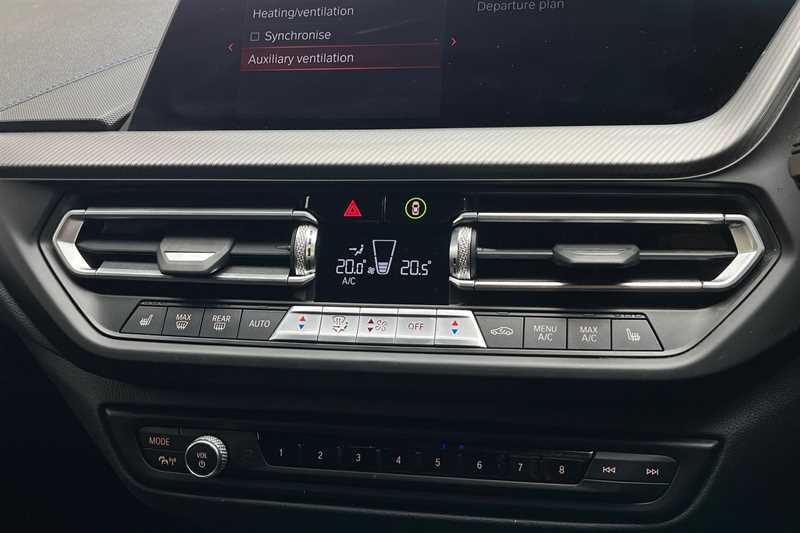 Heating/ventilation
Departure plan
Synchronise
Auxiliary ventilation
20.0 20.5
A/C
MAX REAR AUTO OFF MENU A/C MAX A/C
MODE
VOL
1 2 3 4 5 6 7 8